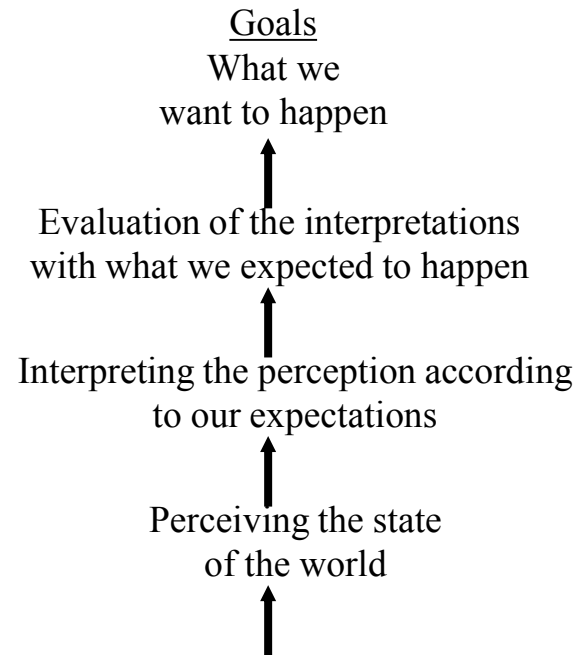 Goals
What we
want to happen
Evaluation of the interpretations
with what we expected to happen
Interpreting the perception according
to our expectations
Perceiving the state
of the world